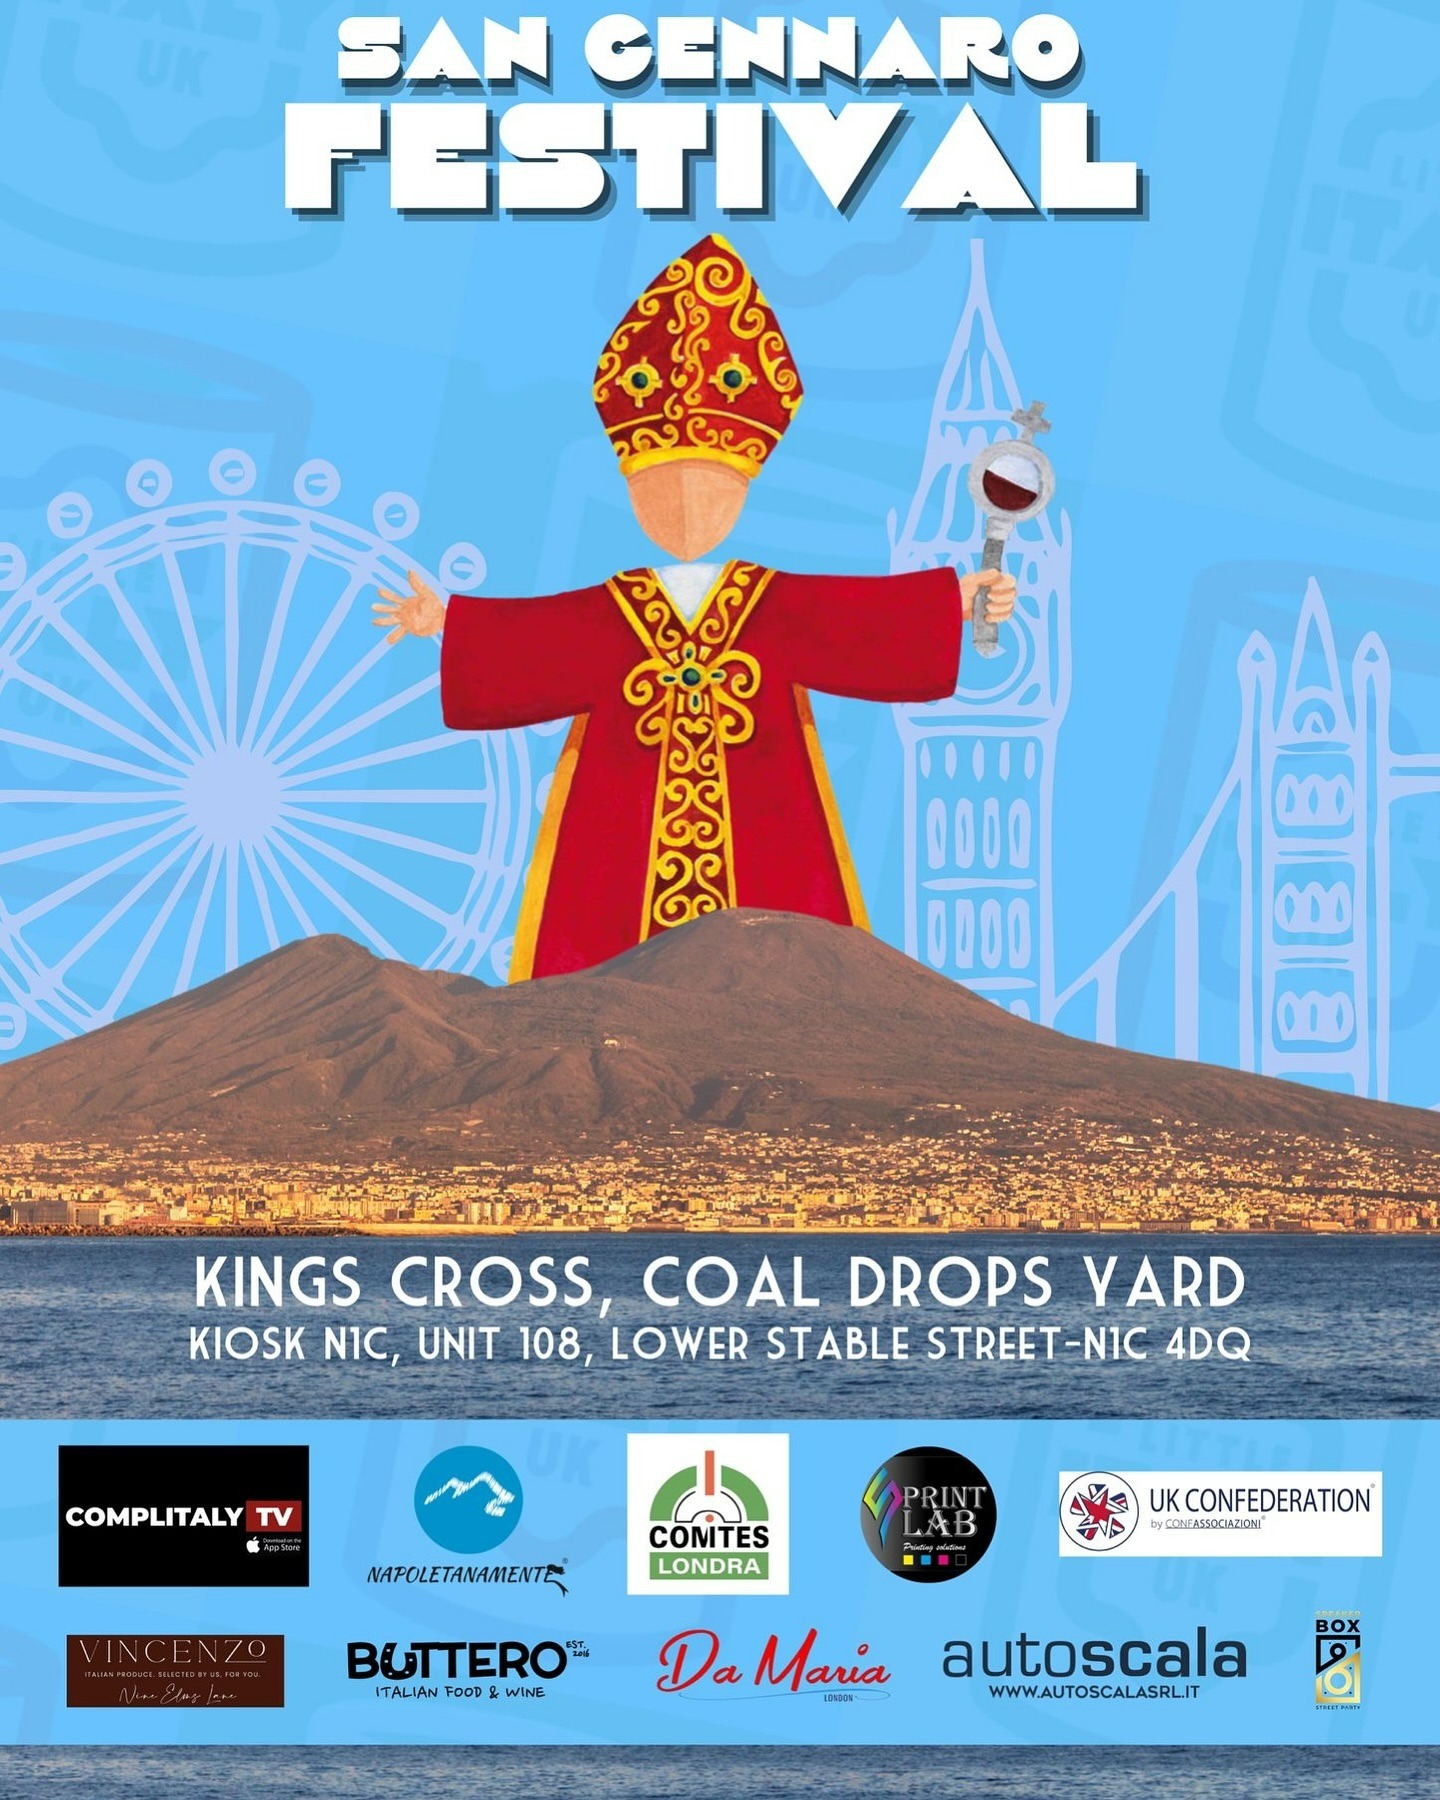 SAN GENNARO
FESTIVAL
KINGS CROSS, COAL DROPS YARD
KIOSK N1C, UNIT 108, LOWER STABLE STREET-N1C 4DQ
COMPLITALY TV
Download on the
App Store
NAPOLETANAMENTE®
COMITES
LONDRA
PRINT
LAB
Printing solutions
UK CONFEDERATION®
by CONFASSOCIAZIONI®
VINCENZO
ITALIAN PRODUCE. SELECTED BY US, FOR YOU.
Nine Elms Lane
BUTTERO EST. 2016
ITALIAN FOOD & WINE
Da Maria
LONDON
autoscala
WWW.AUTOSCALASRL.IT
SPEAKER
BOX
STREET PARTY